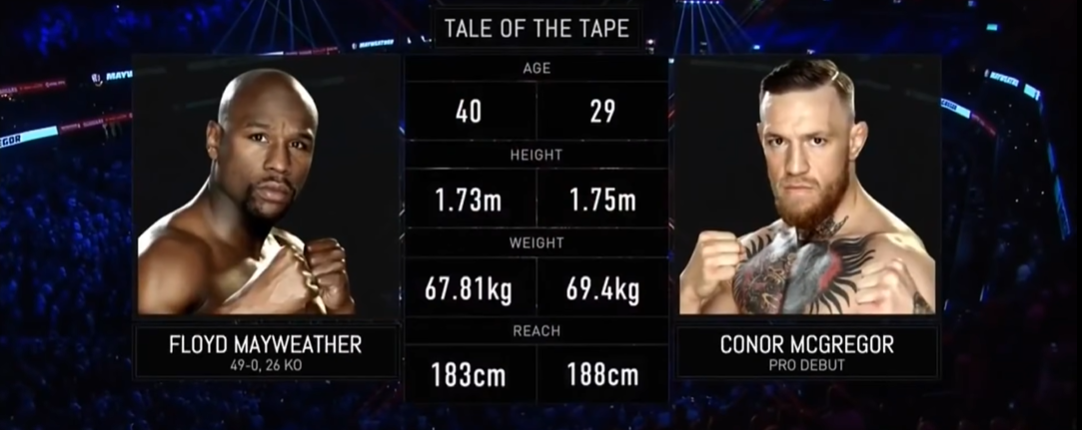 TALE OF THE TAPE
AGE
40 29
HEIGHT
1.73m 1.75m
WEIGHT
67.81kg 69.4kg
REACH
183cm 188cm
FLOYD MAYWEATHER
49-0, 26 KO
CONOR MCGREGOR
PRO DEBUT
MAYWEATHER